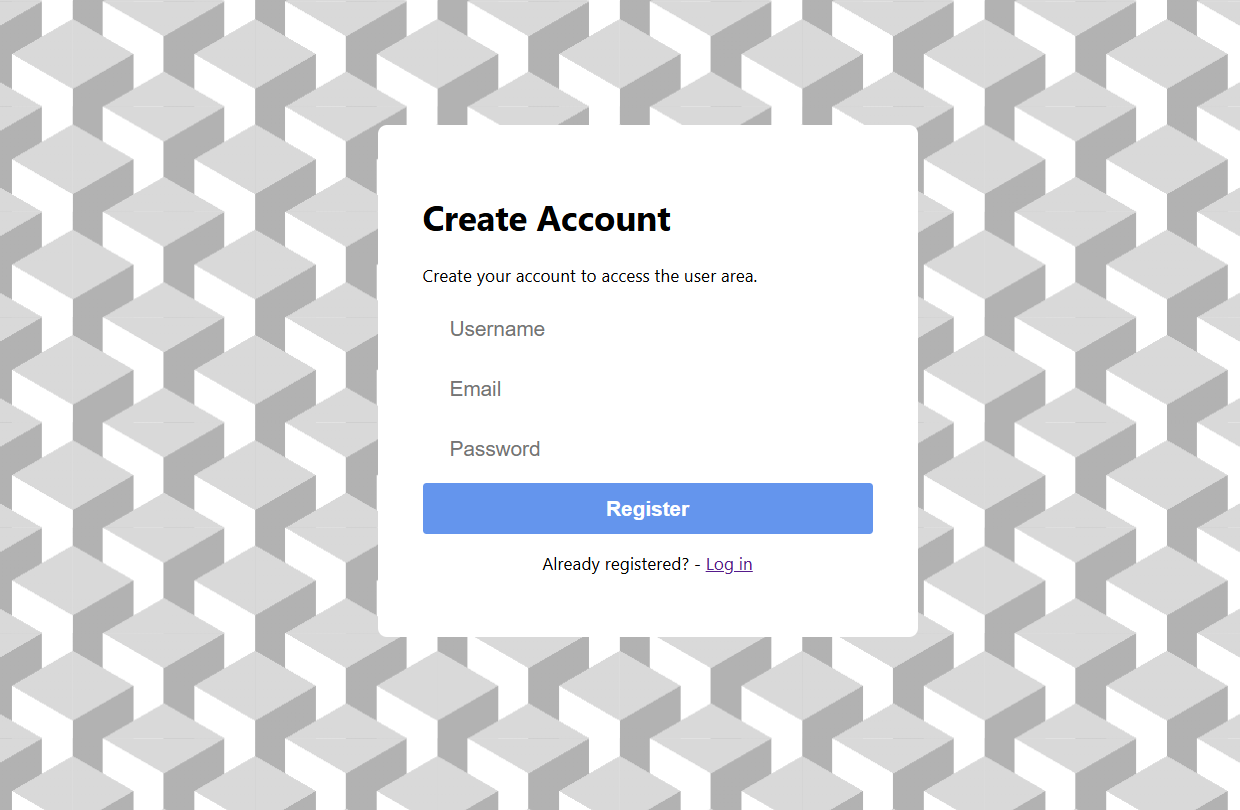 Create Account
Create your account to access the user area.
Username
Email
Password
Register
Already registered? - Log in